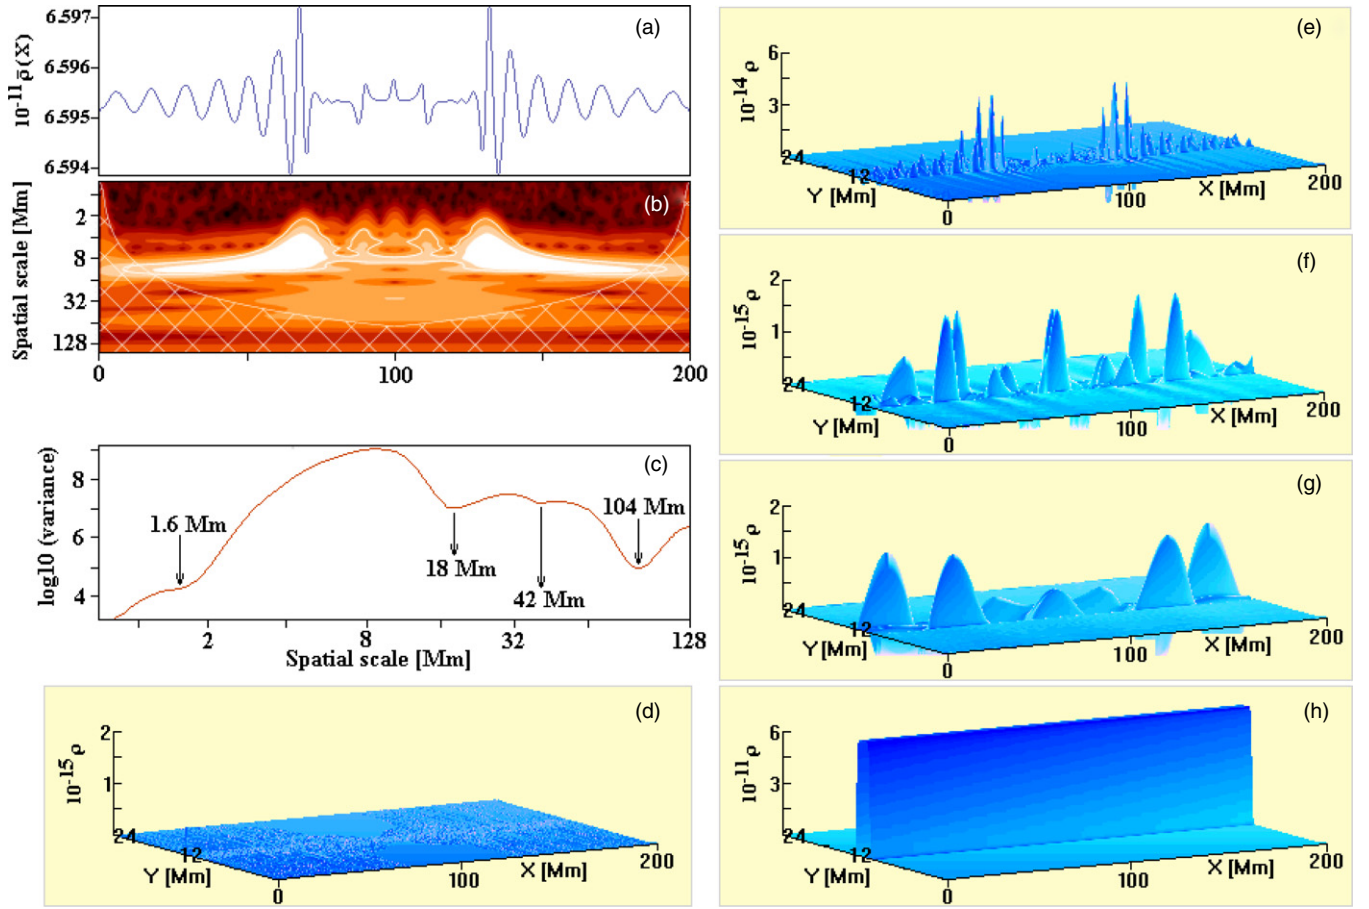 (a)
10⁻¹¹ ρ̄(X)
6.597
6.596
6.595
6.594
(b)
Spatial scale [Mm]
2
8
32
128
0 100 200
(c)
log10 (variance)
8
6
4
1.6 Mm
18 Mm
42 Mm
104 Mm
2 8 32 128
Spatial scale [Mm]
(d)
10⁻¹⁵ ρ
2
1
24
12
Y [Mm]
0
100
X [Mm]
200
(e)
10⁻¹⁴ ρ
6
3
24
12
Y [Mm]
0
100
X [Mm]
200
(f)
10⁻¹⁵ ρ
2
1
24
12
Y [Mm]
0
100
X [Mm]
200
(g)
10⁻¹⁵ ρ
2
1
24
12
Y [Mm]
0
100
X [Mm]
200
(h)
10⁻¹¹ ρ
6
3
24
12
Y [Mm]
0
100
X [Mm]
200